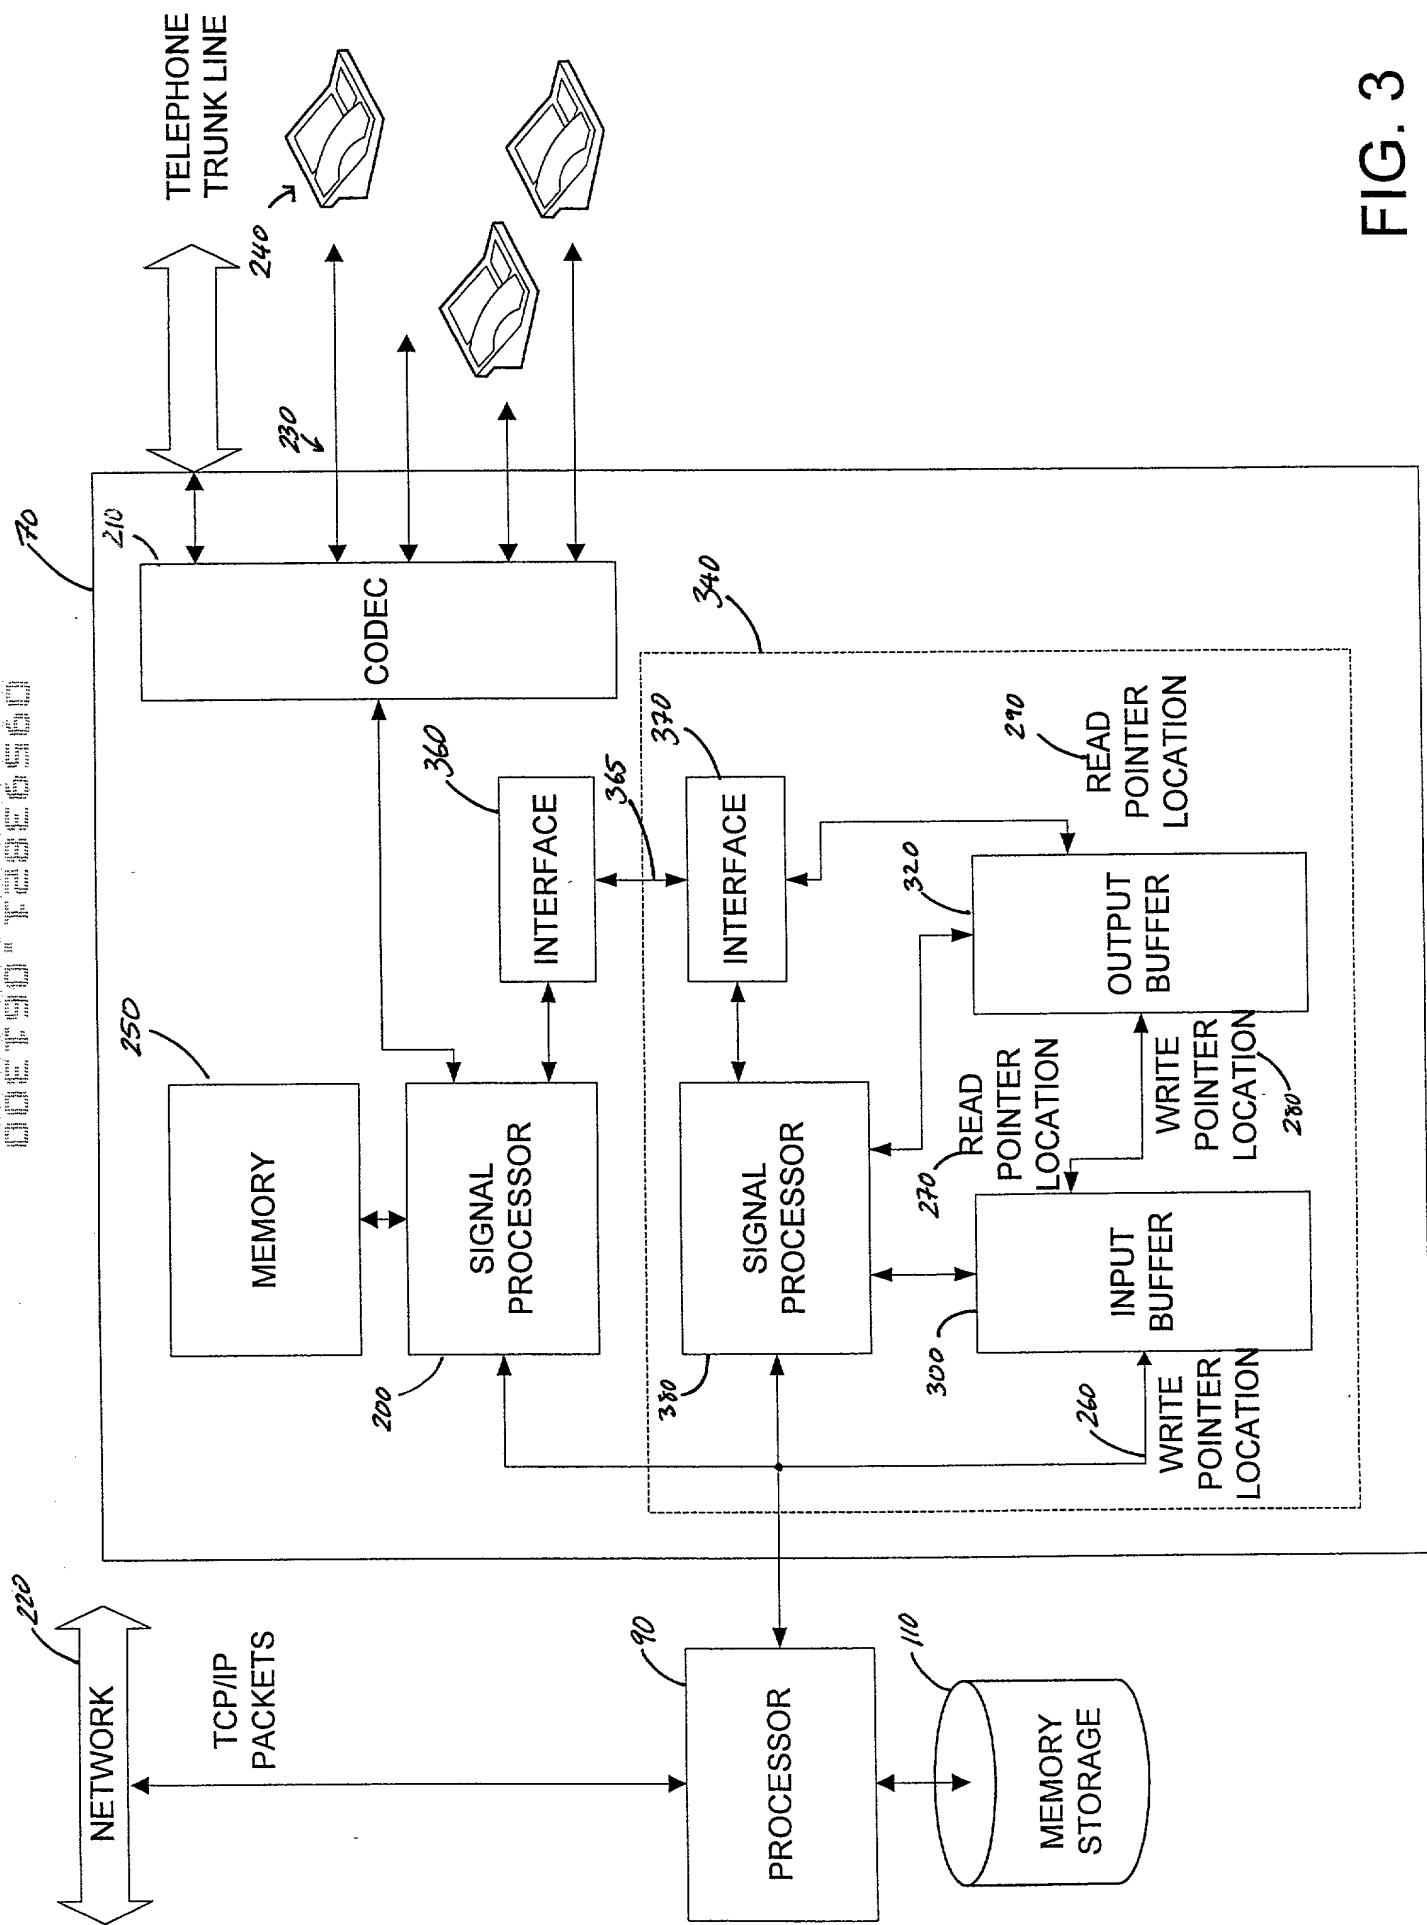 NETWORK
220
TCP/IP
PACKETS
PROCESSOR
90
MEMORY
STORAGE
110
70
MEMORY
250
SIGNAL
PROCESSOR
200
CODEC
210
INTERFACE
360
365
INTERFACE
370
340
SIGNAL
PROCESSOR
380
INPUT
BUFFER
300
260
WRITE
POINTER
LOCATION
270
READ
POINTER
LOCATION
OUTPUT
BUFFER
320
WRITE
POINTER
LOCATION
280
290
READ
POINTER
LOCATION
TELEPHONE
TRUNK LINE
230
240
FIG. 3